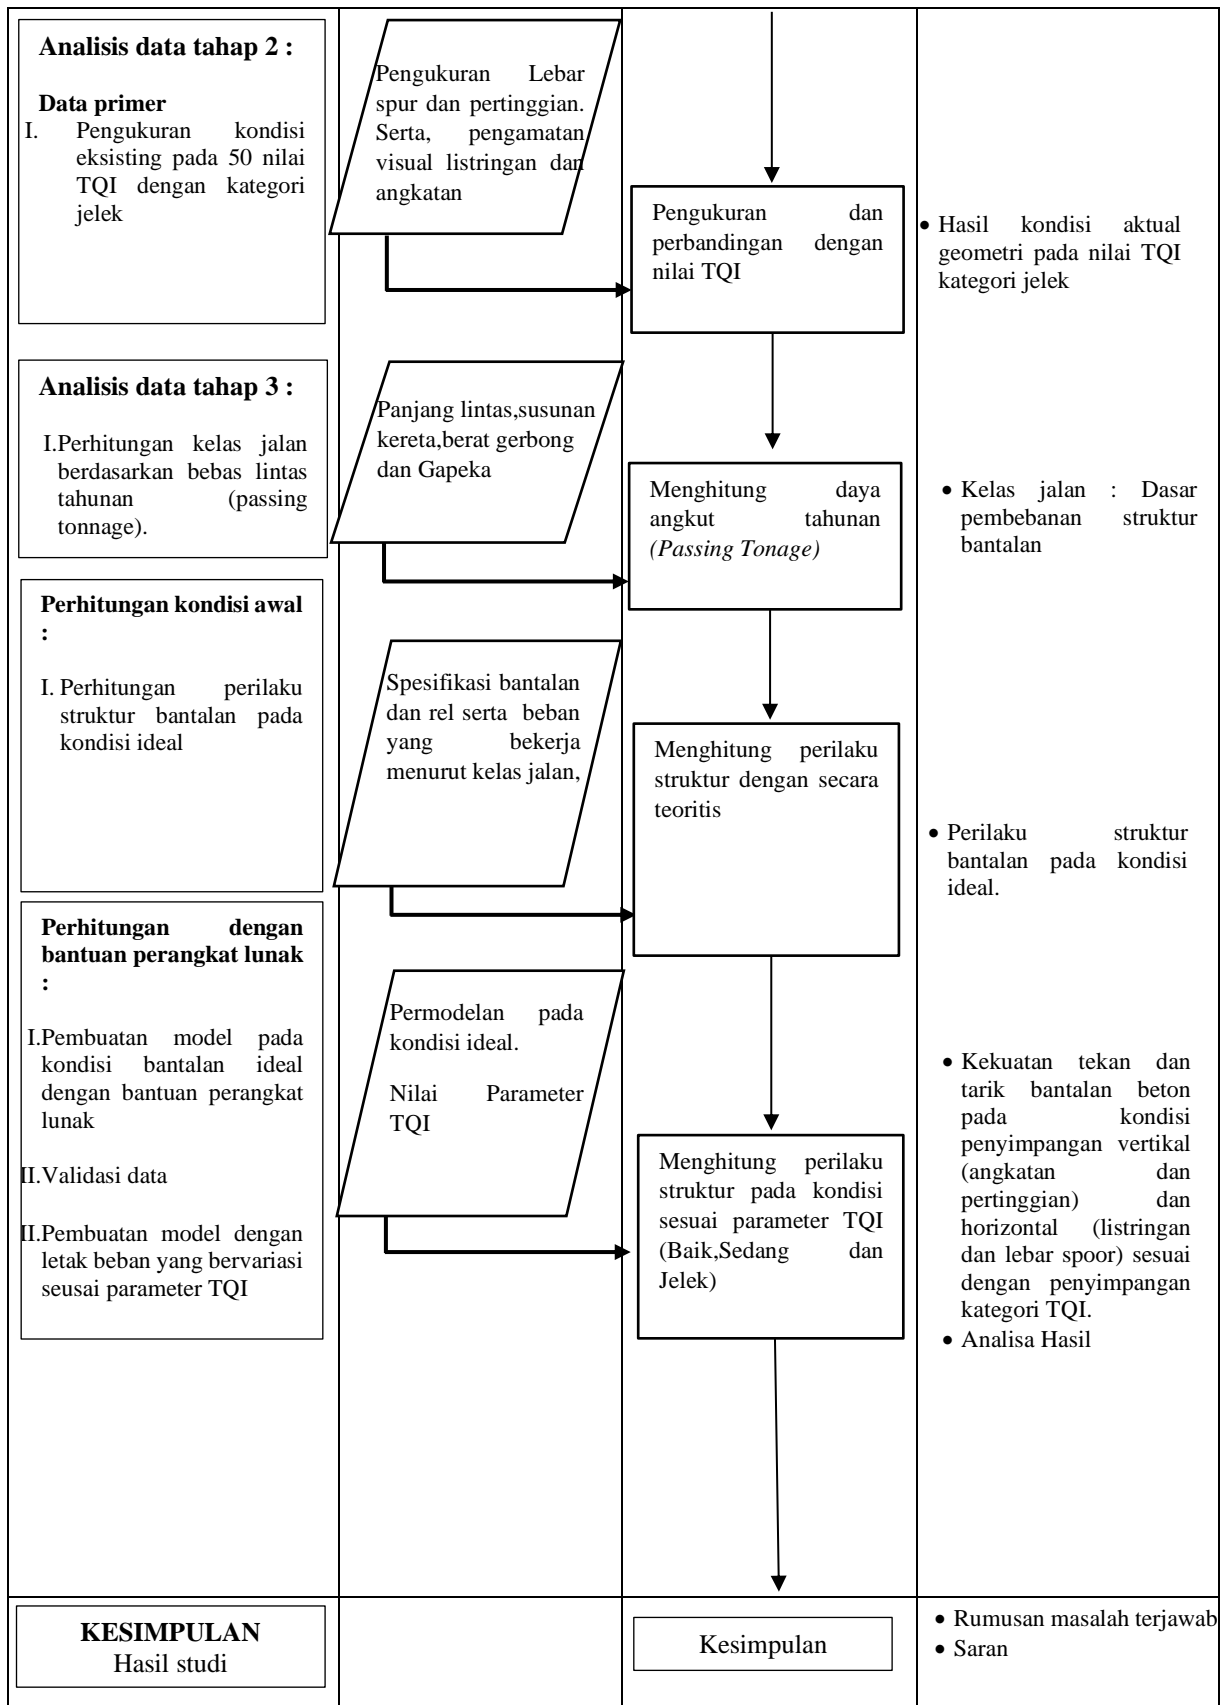 Analisis data tahap 2 :
Data primer
I. Pengukuran kondisi
eksisting pada 50 nilai
TQI dengan kategori
jelek
Pengukuran Lebar
spur dan pertinggian.
Serta, pengamatan
visual listringan dan
angkatan
Pengukuran dan
perbandingan dengan
nilai TQI
• Hasil kondisi aktual
geometri pada nilai TQI
kategori jelek
Analisis data tahap 3 :
I.Perhitungan kelas jalan
berdasarkan bebas lintas
tahunan (passing
tonnage).
Panjang lintas,susunan
kereta,berat gerbong
dan Gapeka
Menghitung daya
angkut tahunan
(Passing Tonage)
• Kelas jalan : Dasar
pembebanan struktur
bantalan
Perhitungan kondisi awal
:
I. Perhitungan perilaku
struktur bantalan pada
kondisi ideal
Spesifikasi bantalan
dan rel serta beban
yang bekerja
menurut kelas jalan,
Menghitung perilaku
struktur dengan secara
teoritis
• Perilaku struktur
bantalan pada kondisi
ideal.
Perhitungan dengan
bantuan perangkat lunak
:
I.Pembuatan model pada
kondisi bantalan ideal
dengan bantuan perangkat
lunak
II.Validasi data
II.Pembuatan model dengan
letak beban yang bervariasi
seusai parameter TQI
Permodelan pada
kondisi ideal.
Nilai Parameter
TQI
Menghitung perilaku
struktur pada kondisi
sesuai parameter TQI
(Baik,Sedang dan
Jelek)
• Kekuatan tekan dan
tarik bantalan beton
pada kondisi
penyimpangan vertikal
(angkatan dan
pertinggian) dan
horizontal (listringan
dan lebar spoor) sesuai
dengan penyimpangan
kategori TQI.
• Analisa Hasil
KESIMPULAN
Hasil studi
Kesimpulan
• Rumusan masalah terjawab
• Saran